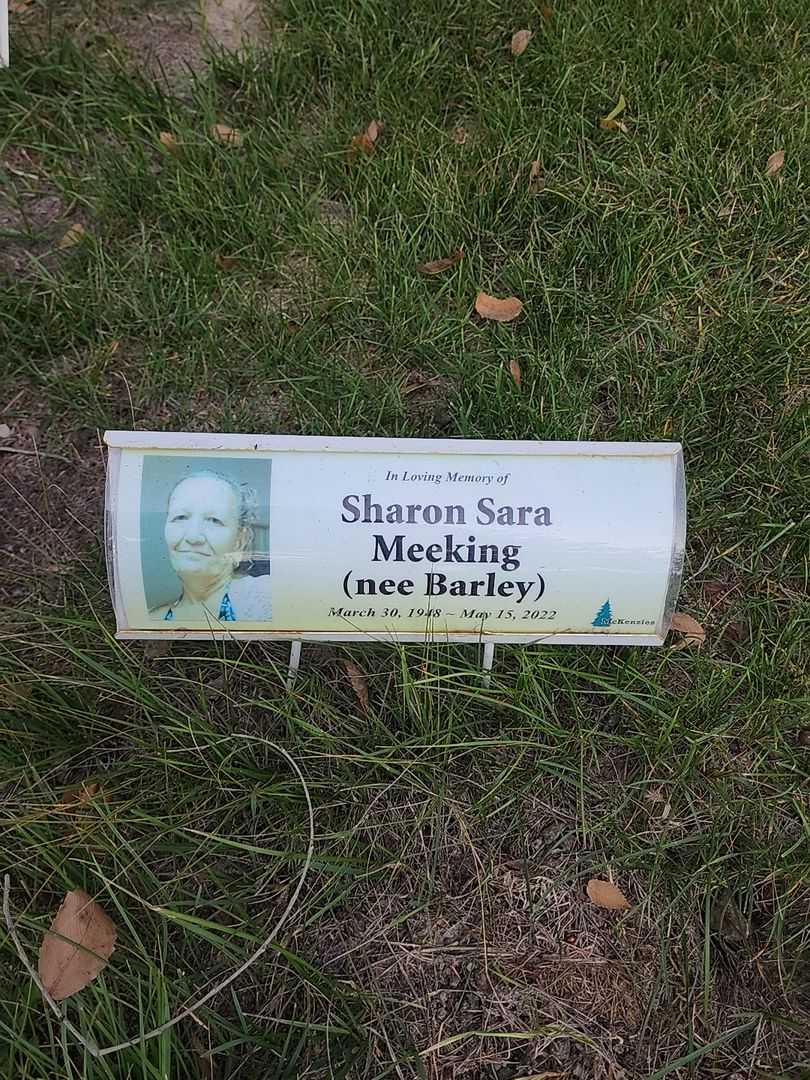 In Loving Memory of
Sharon Sara
Meeking
(nee Barley)
March 30, 1948 ~ May 15, 2022
McKenzies